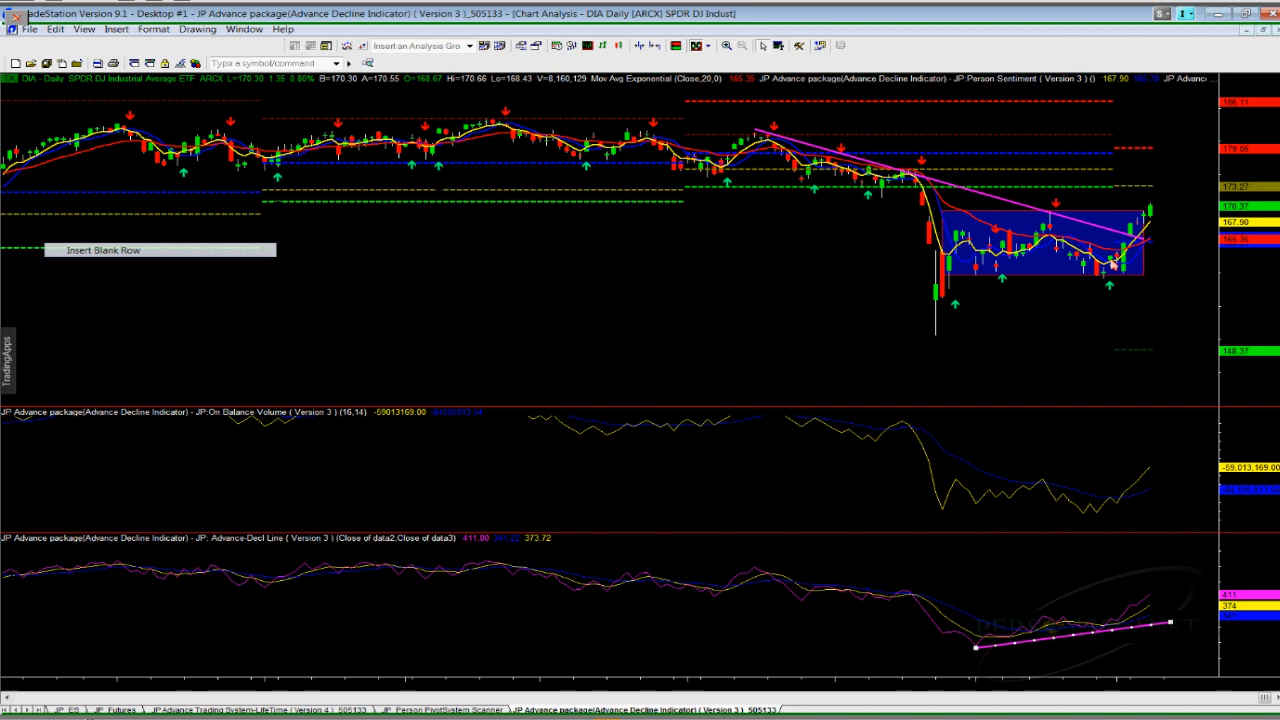 adeStation Version 9.1 - Desktop #1 - JP Advance package(Advance Decline Indicator) ( Version 3 )_505133 - [Chart Analysis - DIA Daily [ARCX] SPDR DJ Indust]
File Edit View Insert Format Drawing Window Help
Insert an Analysis Gro
Type a symbol/command
DIA - Daily SPDR DJ Industrial Average ETF ARCX L=170.30 1.35 0.80% B=170.30 A=170.55 O=168.67 Hi=170.66 Lo=168.43 V=8,160,129 Mov Avg Exponential (Close,20,0) 165.35 JP Advance package(Advance Decline Indicator) - JP:Person Sentiment ( Version 3 ) () 167.90 JP Advanc ...
186.11
179.05
173.27
170.37
167.90
165.35
148.37
Insert Blank Row
TradingApps
JP Advance package(Advance Decline Indicator) - JP:On Balance Volume ( Version 3 ) (16,14) -59013169.00
-59,013,169.00
JP Advance package(Advance Decline Indicator) - JP: Advance-Decl Line ( Version 3 ) (Close of data2,Close of data3) 411.00 341.22 373.72
411
374
JP_ES JP_Futures JPAdvance Trading System-LifeTime ( Version 4 )_505133 JP_Person PivotSystem Scanner JP Advance package(Advance Decline Indicator) ( Version 3 )_505133